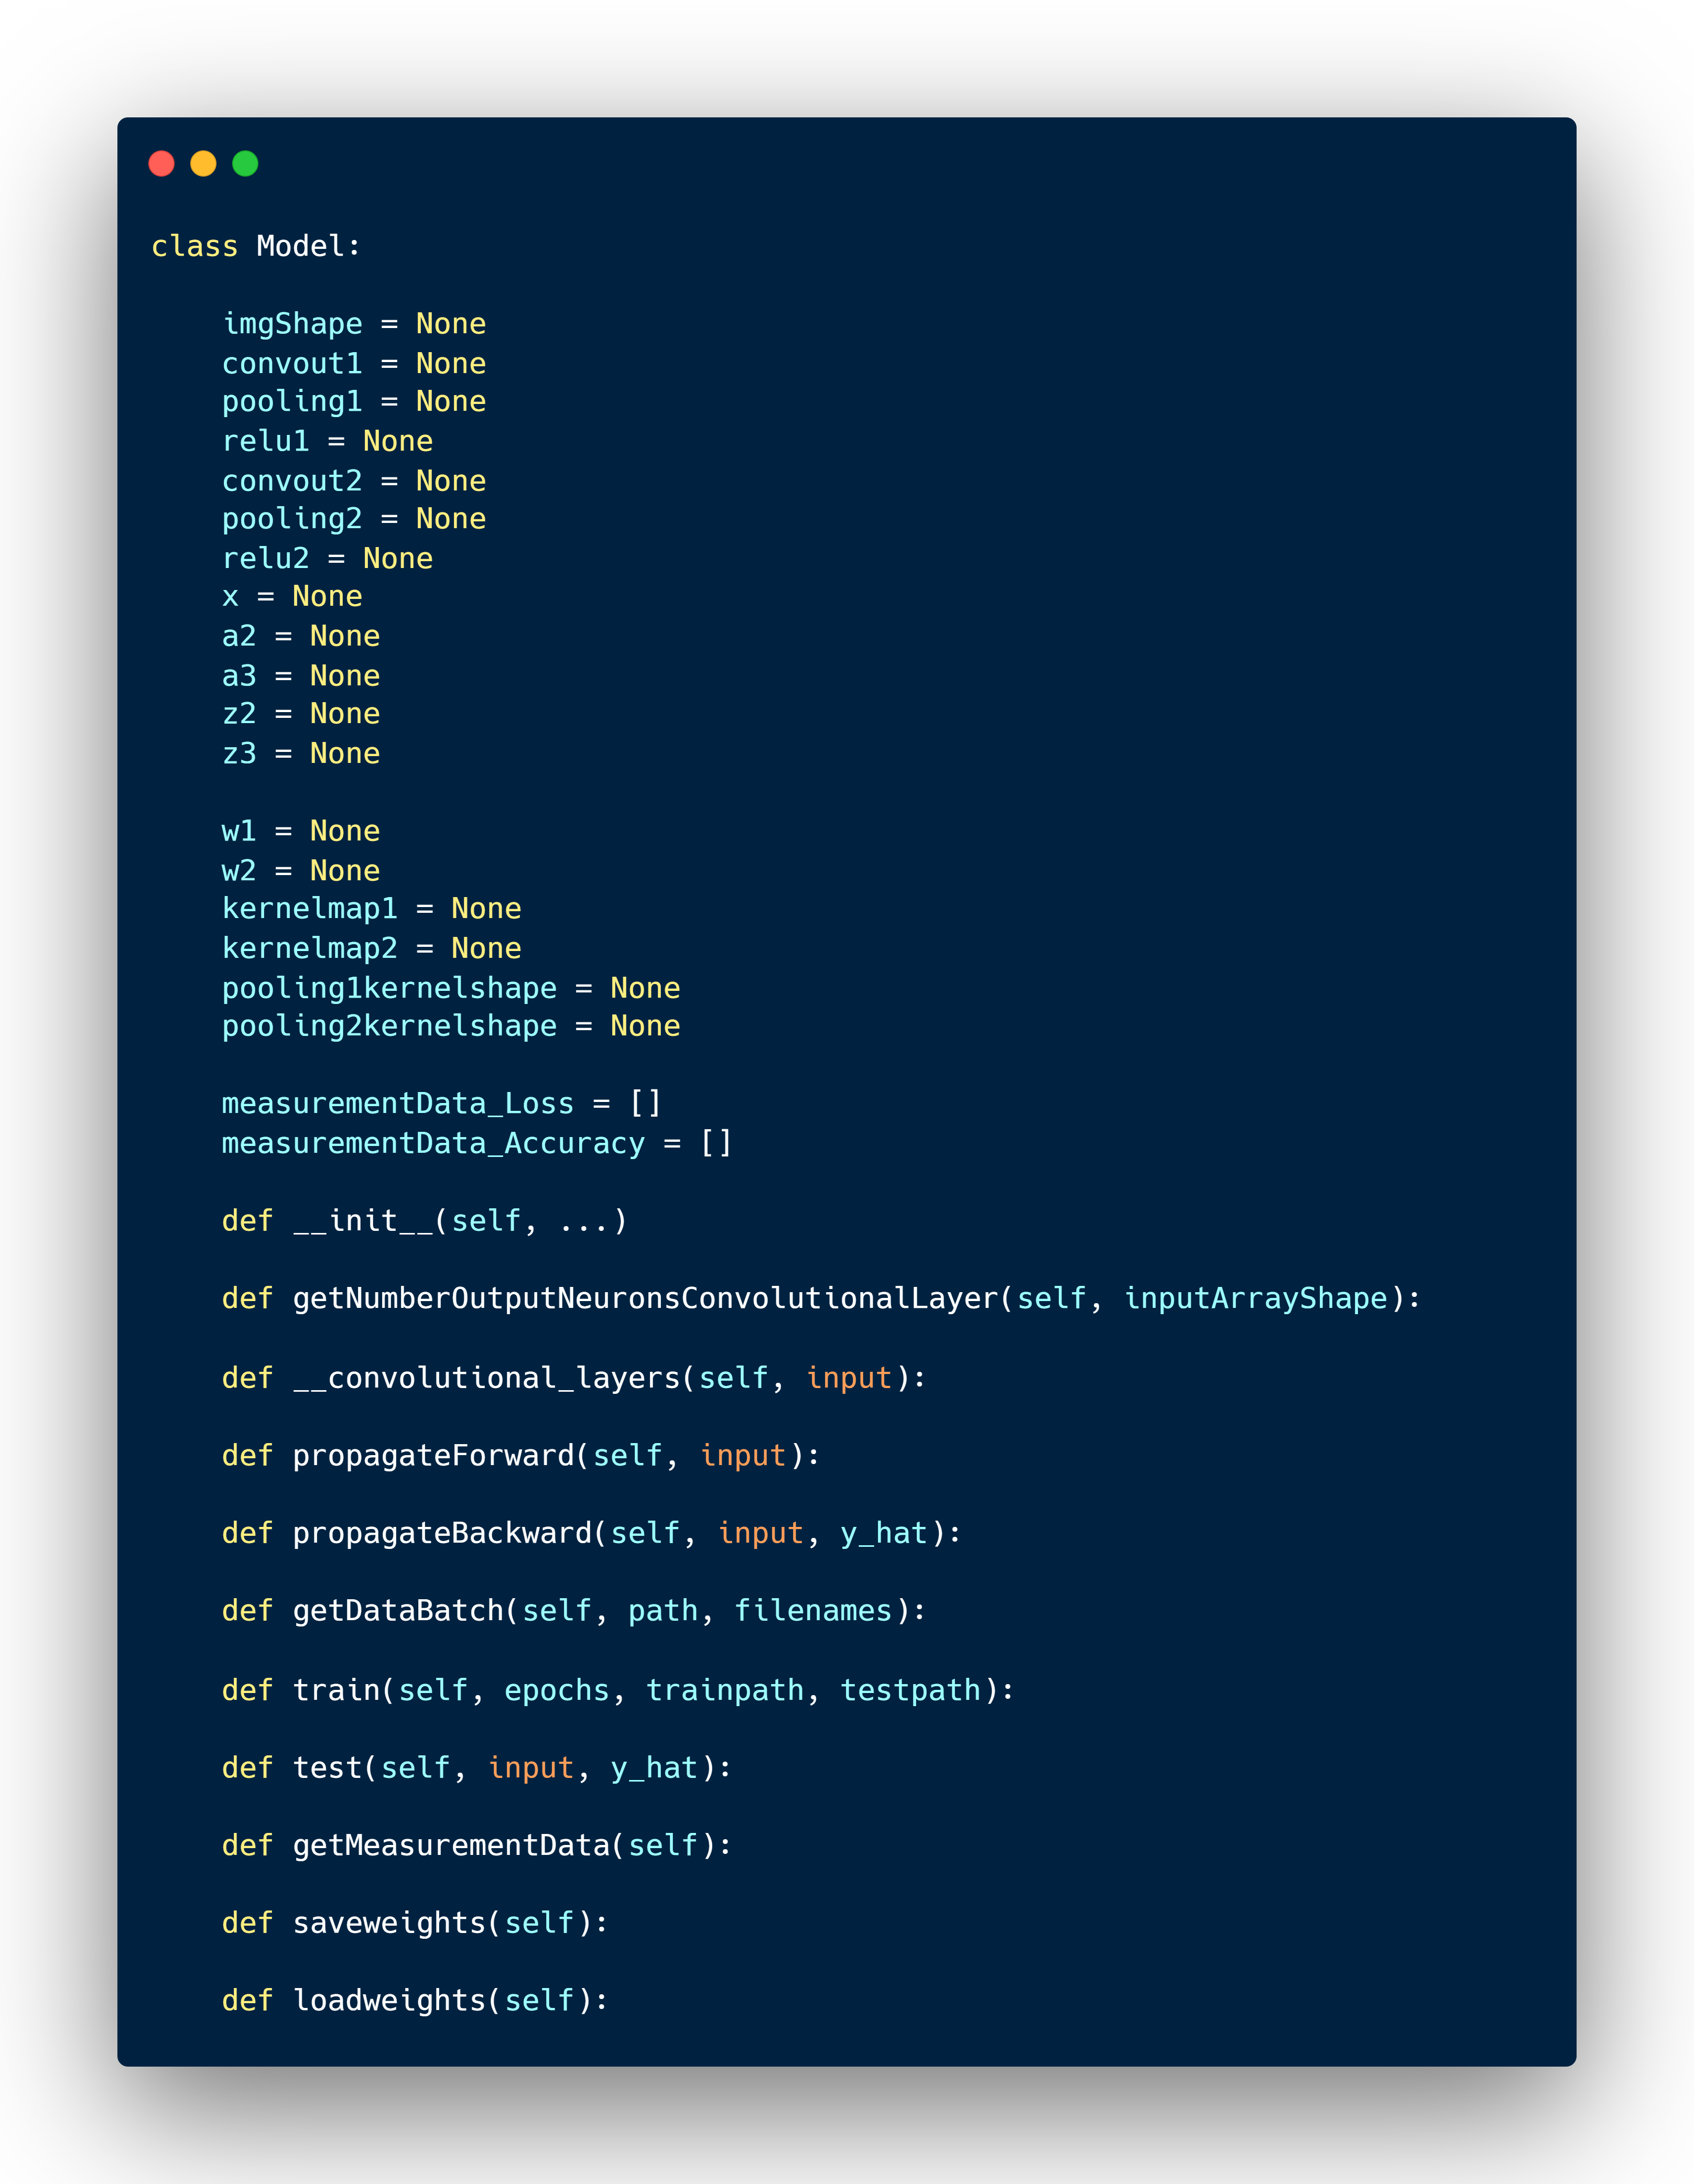 class Model:
imgShape = None
convout1 = None
pooling1 = None
relu1 = None
convout2 = None
pooling2 = None
relu2 = None
x = None
a2 = None
a3 = None
z2 = None
z3 = None
w1 = None
w2 = None
kernelmap1 = None
kernelmap2 = None
pooling1kernelshape = None
pooling2kernelshape = None
measurementData_Loss = []
measurementData_Accuracy = []
def __init__(self, ...)
def getNumberOutputNeuronsConvolutionalLayer(self, inputArrayShape):
def __convolutional_layers(self, input):
def propagateForward(self, input):
def propagateBackward(self, input, y_hat):
def getDataBatch(self, path, filenames):
def train(self, epochs, trainpath, testpath):
def test(self, input, y_hat):
def getMeasurementData(self):
def saveweights(self):
def loadweights(self):